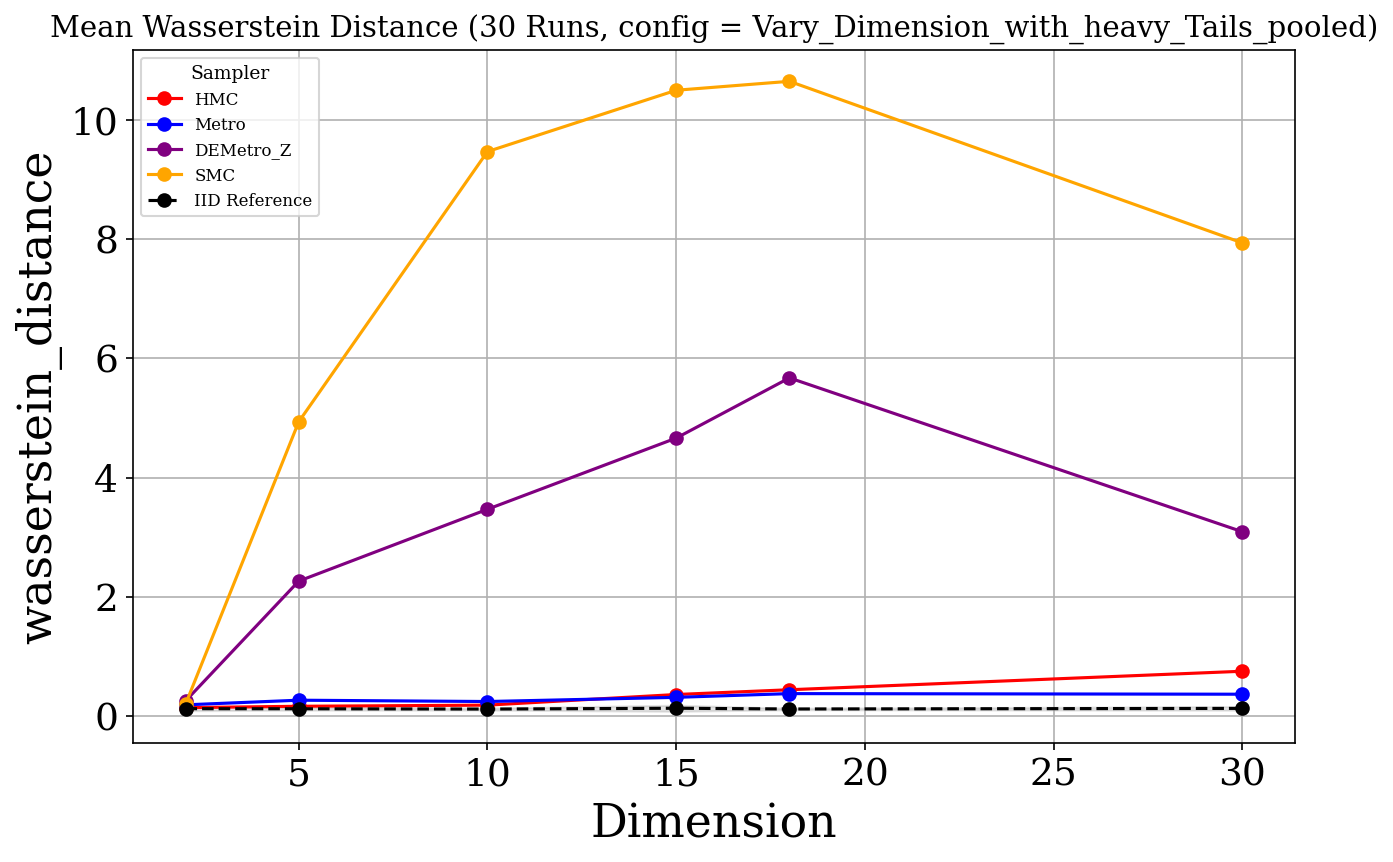 Mean Wasserstein Distance (30 Runs, config = Vary_Dimension_with_heavy_Tails_pooled)
Sampler
HMC
Metro
DEMetro_Z
SMC
IID Reference
wasserstein_distance
10
8
6
4
2
0
5 10 15 20 25 30
Dimension